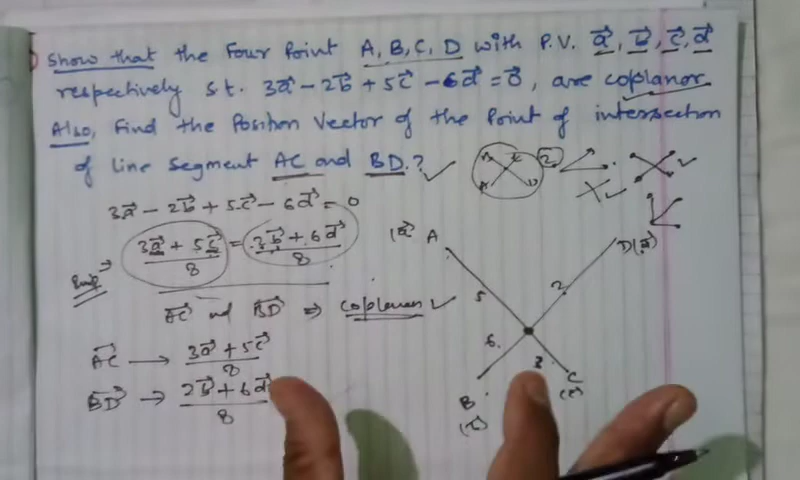 Show that the Four Point A, B, C, D with P.V. a⃗, b⃗, c⃗, d⃗
respectively s.t. 3a⃗ - 2b⃗ + 5c⃗ - 6d⃗ = 0⃗, are coplanar.
Also, Find the Position Vector of the Point of intersection
of line Segment AC and BD.?
3a⃗ - 2b⃗ + 5c⃗ - 6d⃗ = 0
(3a⃗ + 5c⃗)/8 = (2b⃗ + 6d⃗)/8
AC⃗ and BD⃗ ⇒ coplanar
AC⃗ → (3a⃗ + 5c⃗)/8
BD⃗ → (2b⃗ + 6d⃗)/8
(a⃗) A
D(d⃗)
5
2
6
3
B
C
(c⃗)